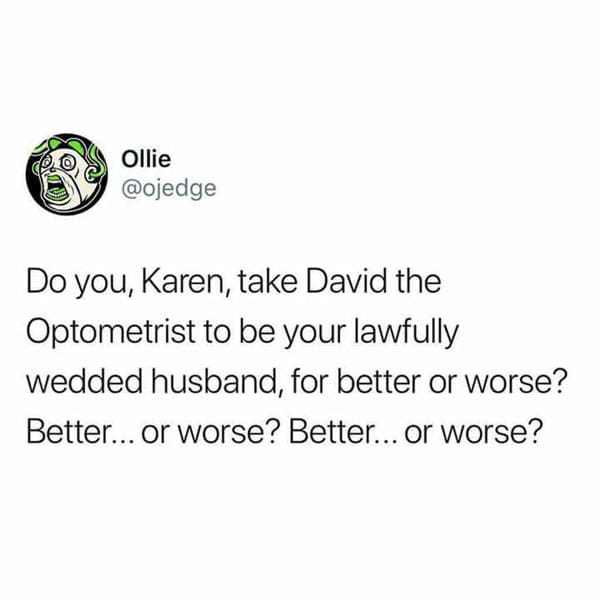 Ollie
@ojedge
Do you, Karen, take David the
Optometrist to be your lawfully
wedded husband, for better or worse?
Better... or worse? Better... or worse?